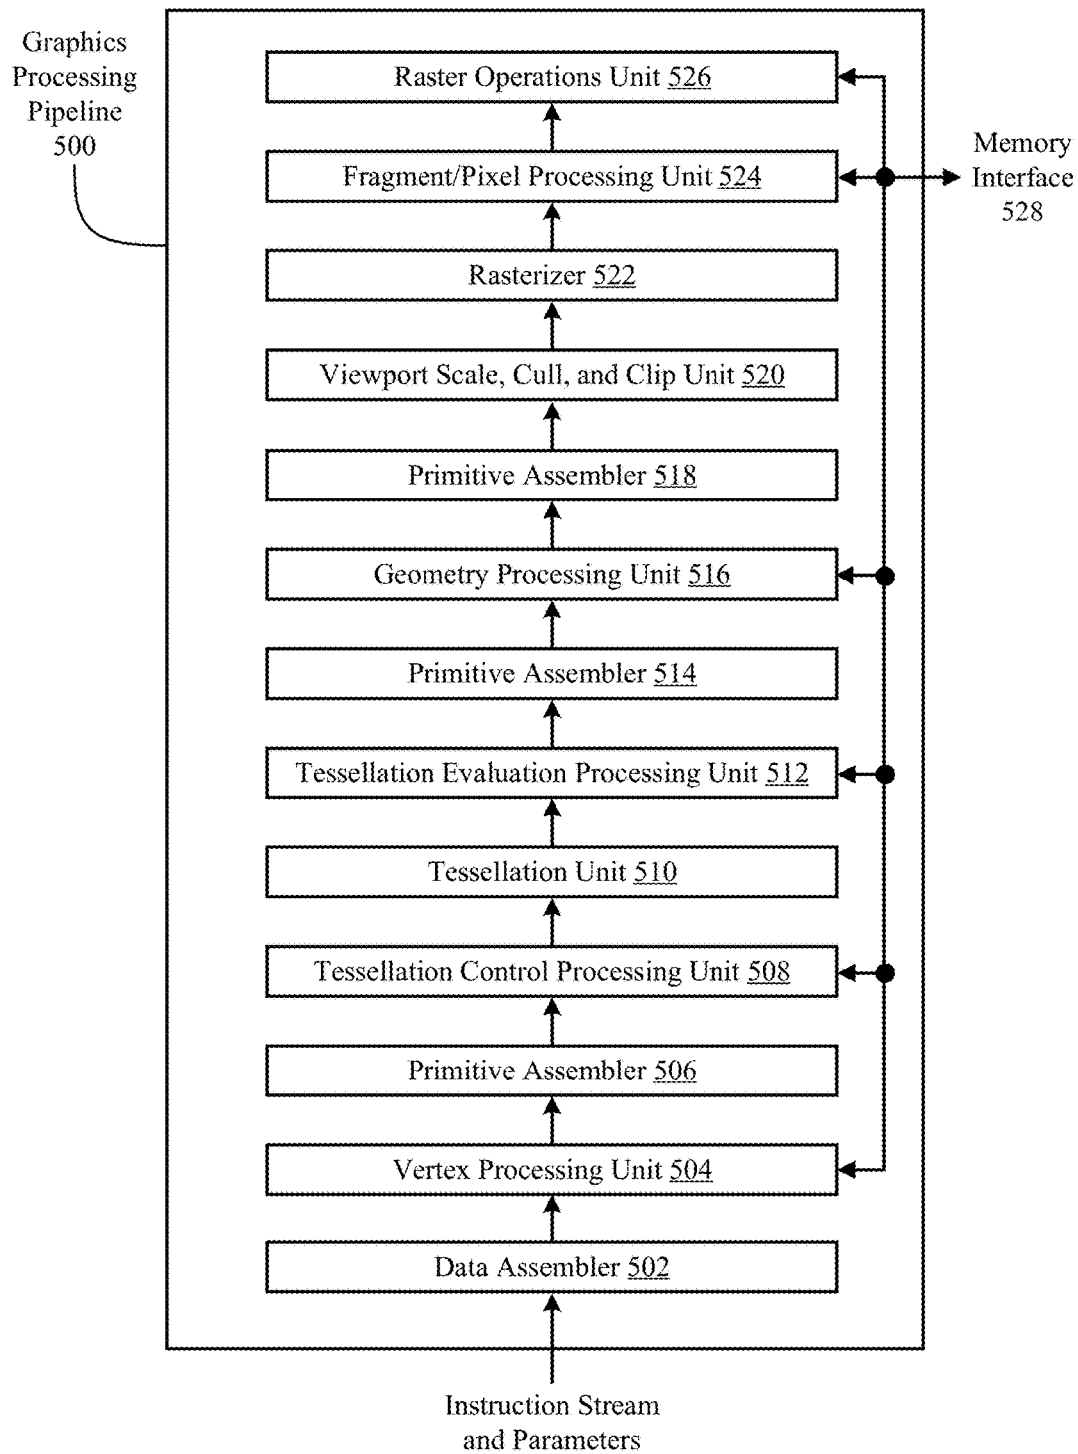 Graphics
Processing
Pipeline
500
Raster Operations Unit 526
Fragment/Pixel Processing Unit 524
Memory
Interface
528
Rasterizer 522
Viewport Scale, Cull, and Clip Unit 520
Primitive Assembler 518
Geometry Processing Unit 516
Primitive Assembler 514
Tessellation Evaluation Processing Unit 512
Tessellation Unit 510
Tessellation Control Processing Unit 508
Primitive Assembler 506
Vertex Processing Unit 504
Data Assembler 502
Instruction Stream
and Parameters